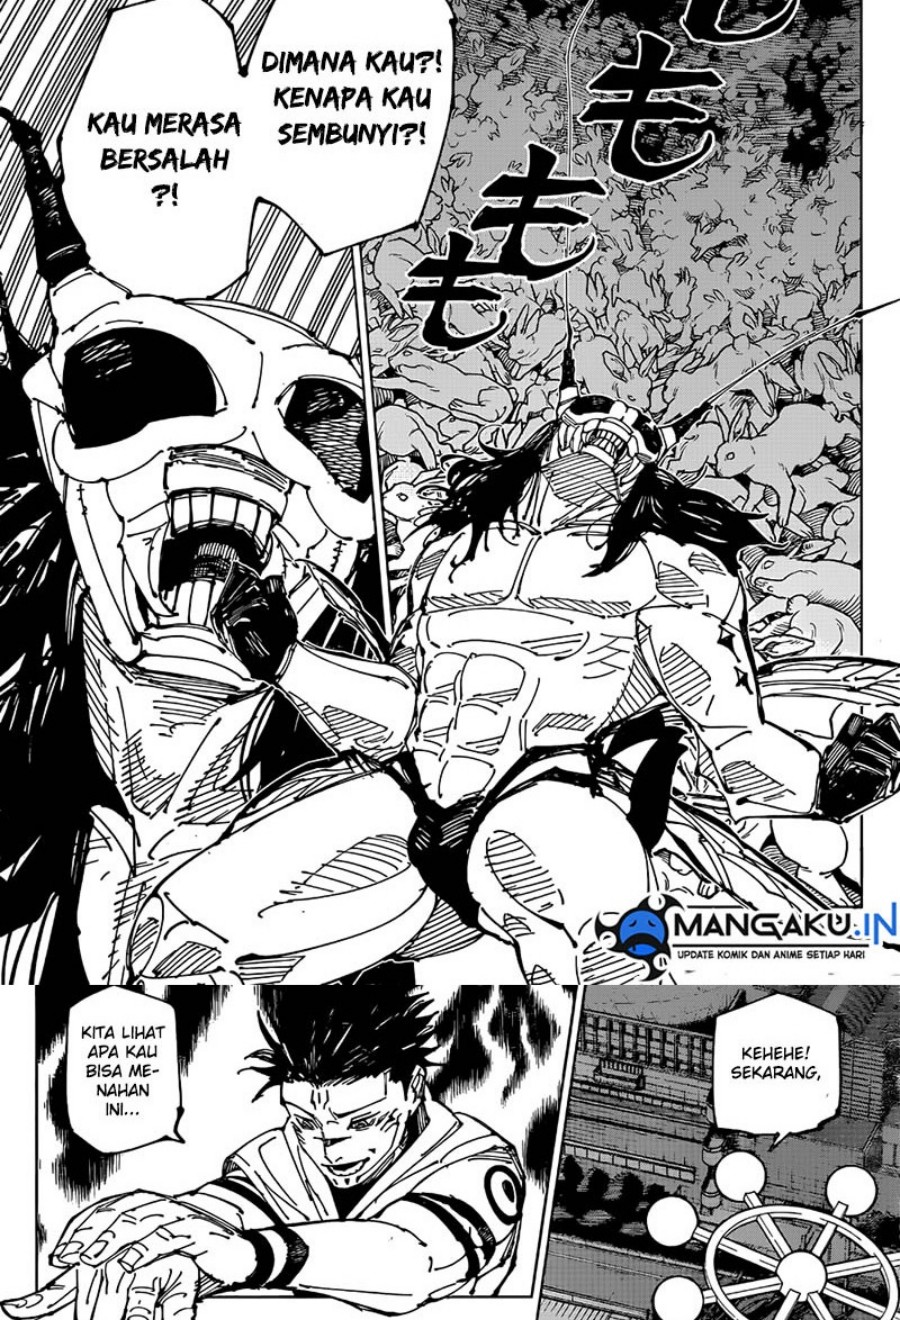 DIMANA KAU?!
KENAPA KAU
SEMBUNYI?!
KAU MERASA
BERSALAH
?!
も
も
も
も
MANGAKU.IN
UPDATE KOMIK DAN ANIME SETIAP HARI
KEHEHE!
SEKARANG,
KITA LIHAT
APA KAU
BISA ME-
NAHAN
INI...